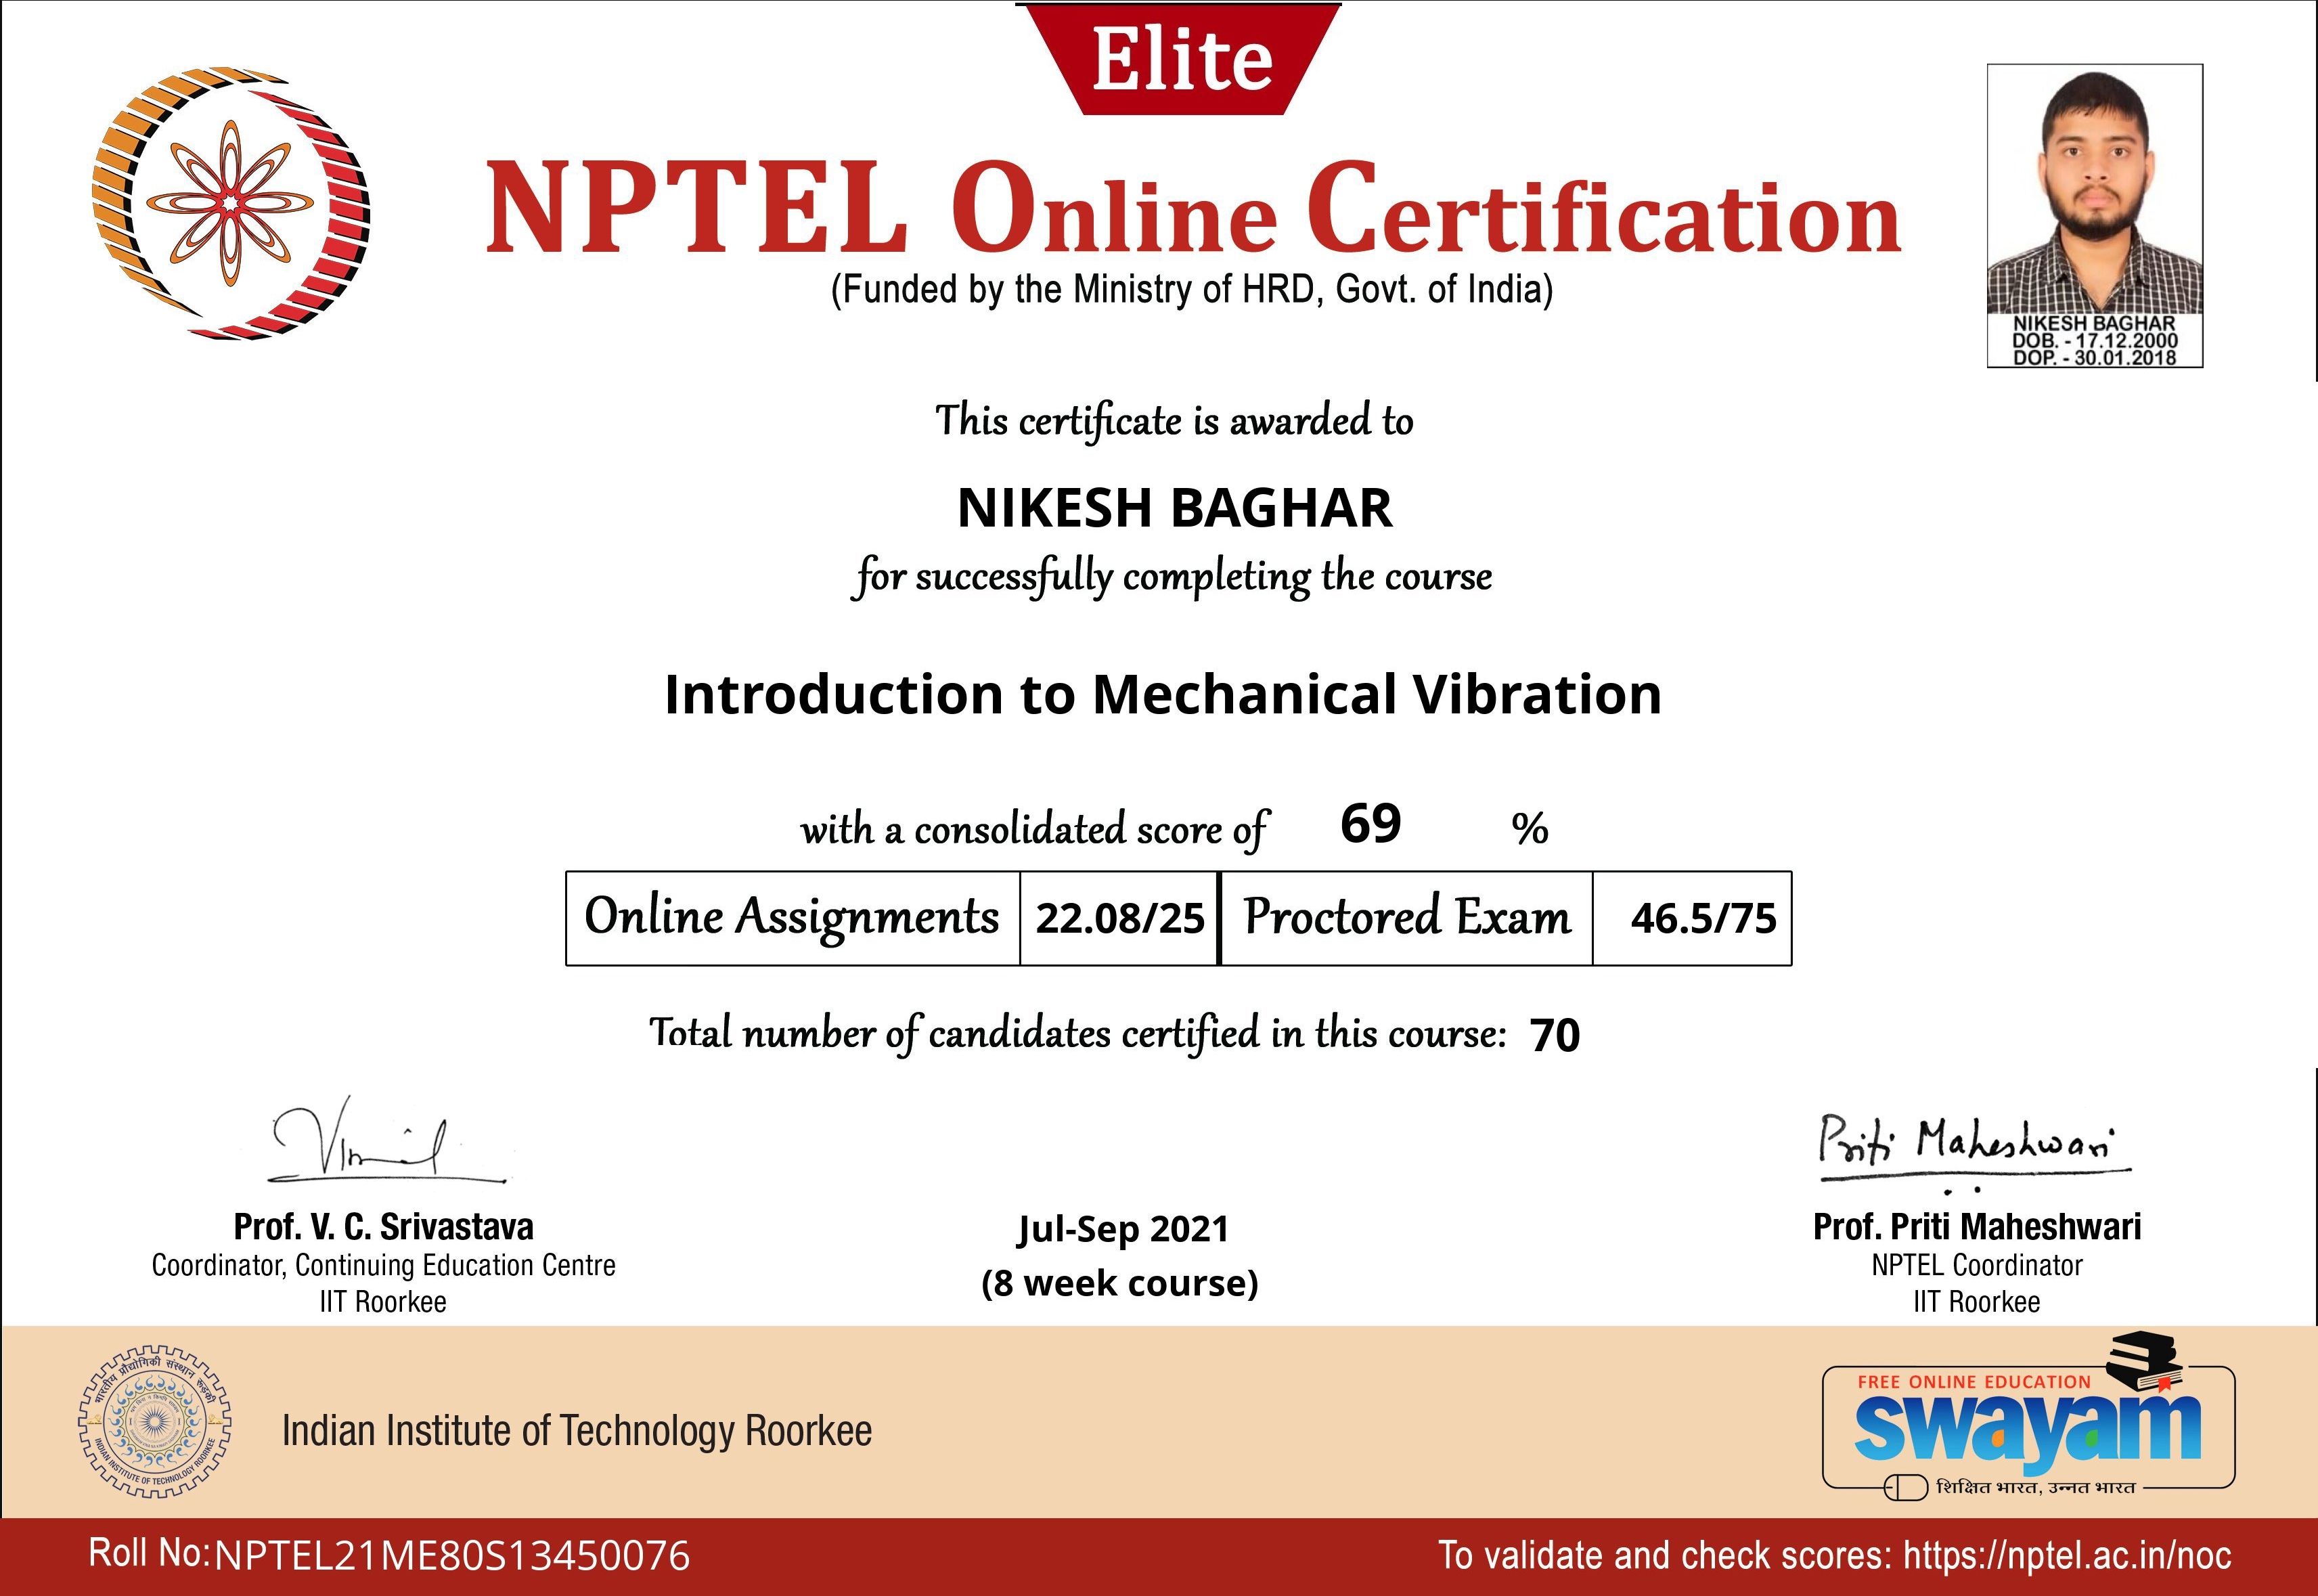 Elite
NPTEL Online Certification
(Funded by the Ministry of HRD, Govt. of India)
NIKESH BAGHAR
DOB. - 17.12.2000
DOP. - 30.01.2018
This certificate is awarded to
NIKESH BAGHAR
for successfully completing the course
Introduction to Mechanical Vibration
with a consolidated score of 69 %
Online Assignments 22.08/25 Proctored Exam 46.5/75
Total number of candidates certified in this course: 70
Priti Maheshwari
Prof. V. C. Srivastava
Coordinator, Continuing Education Centre
IIT Roorkee
Jul-Sep 2021
(8 week course)
Prof. Priti Maheshwari
NPTEL Coordinator
IIT Roorkee
भारतीय प्रौद्योगिकी संस्थान रुड़की
INDIAN INSTITUTE OF TECHNOLOGY ROORKEE
Indian Institute of Technology Roorkee
FREE ONLINE EDUCATION
swayam
शिक्षित भारत, उन्नत भारत
Roll No:NPTEL21ME80S13450076
To validate and check scores: https://nptel.ac.in/noc